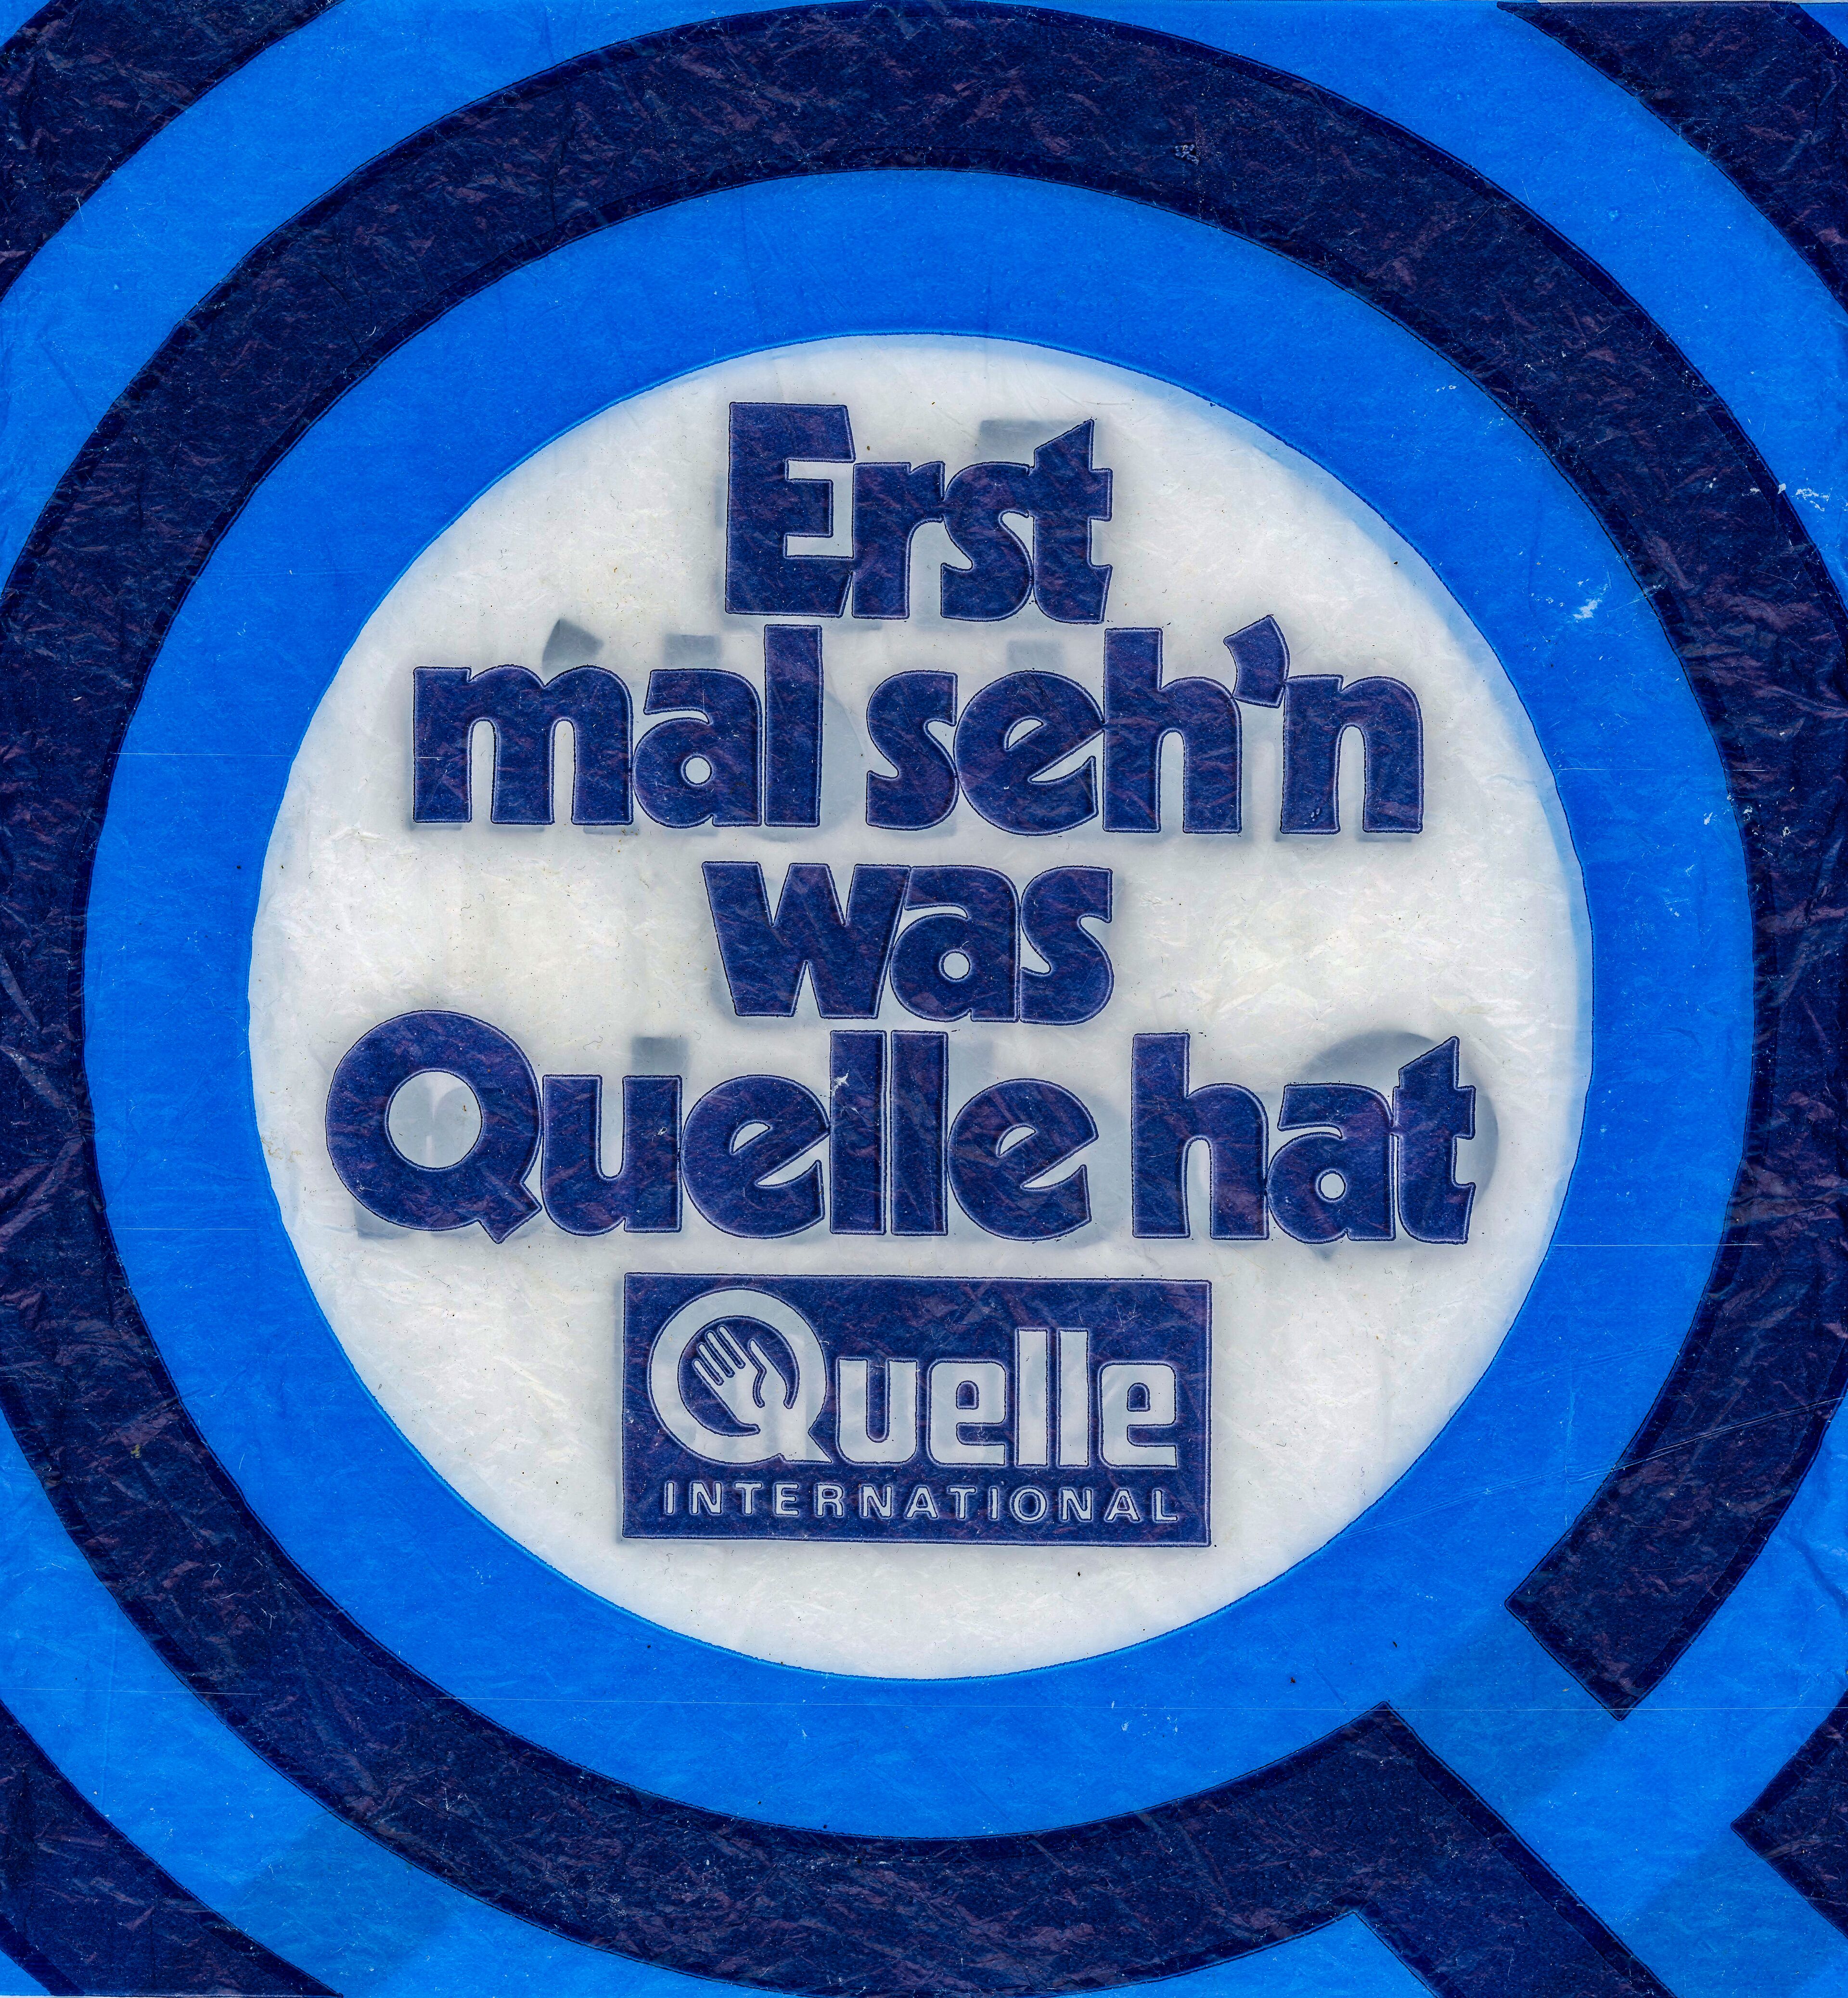 Erst
mal seh'n
was
Quelle hat
Quelle
INTERNATIONAL